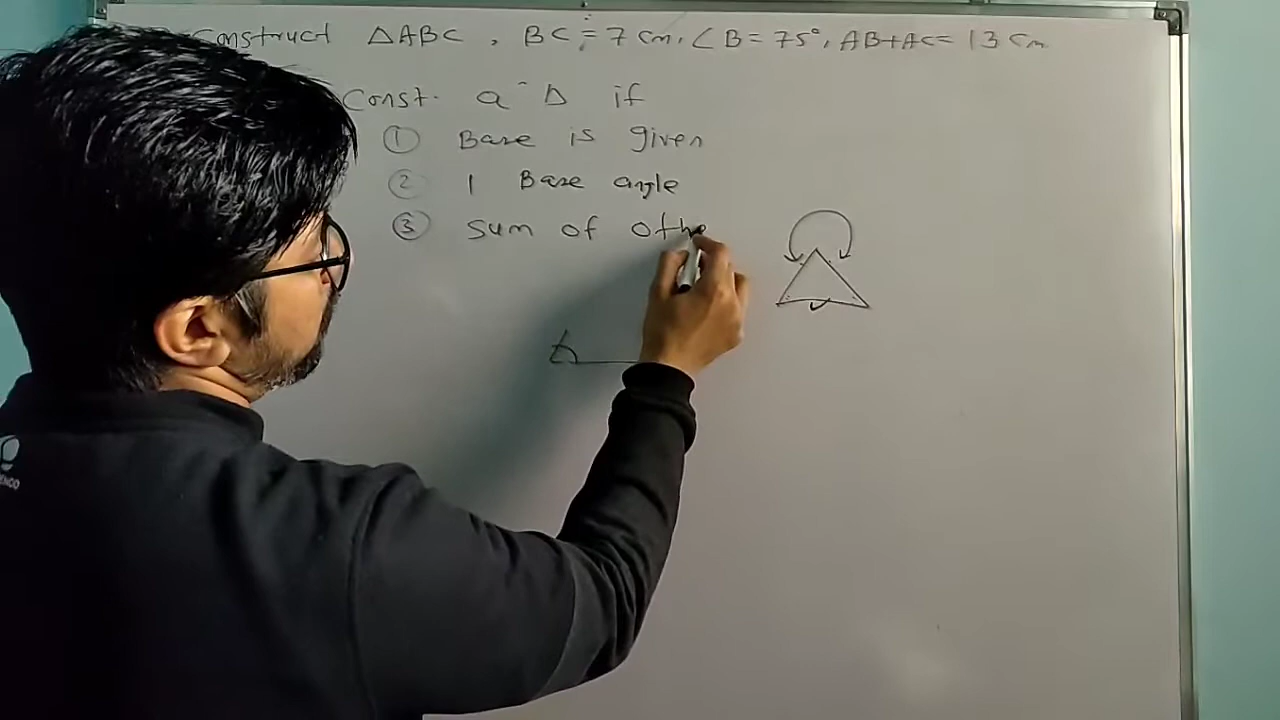 Construct △ABC, BC = 7 cm, ∠B = 75°, AB+AC = 13 cm
Const. a Δ if
① Base is given
② 1 Base angle
③ Sum of othe